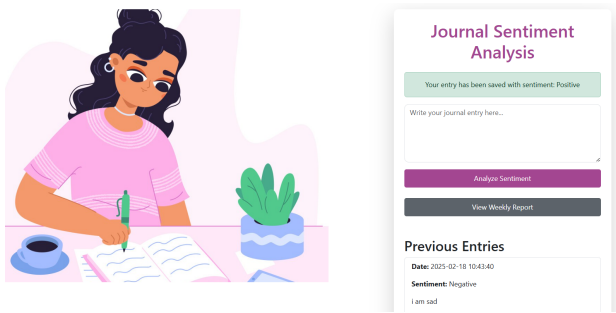 Journal Sentiment
Analysis
Your entry has been saved with sentiment: Positive
Write your journal entry here...
Analyze Sentiment
View Weekly Report
Previous Entries
Date: 2025-02-18 10:43:40
Sentiment: Negative
i am sad